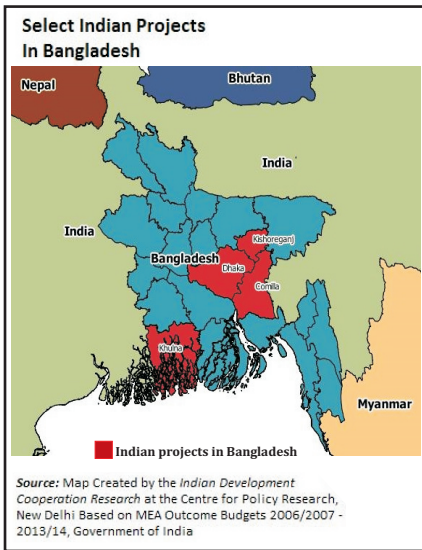 Select Indian Projects
In Bangladesh
Nepal
Bhutan
India
India
Kishoreganj
Bangladesh
Dhaka
Comilla
Khulna
Myanmar
Indian projects in Bangladesh
Source: Map Created by the Indian Development
Cooperation Research at the Centre for Policy Research,
New Delhi Based on MEA Outcome Budgets 2006/2007 -
2013/14, Government of India